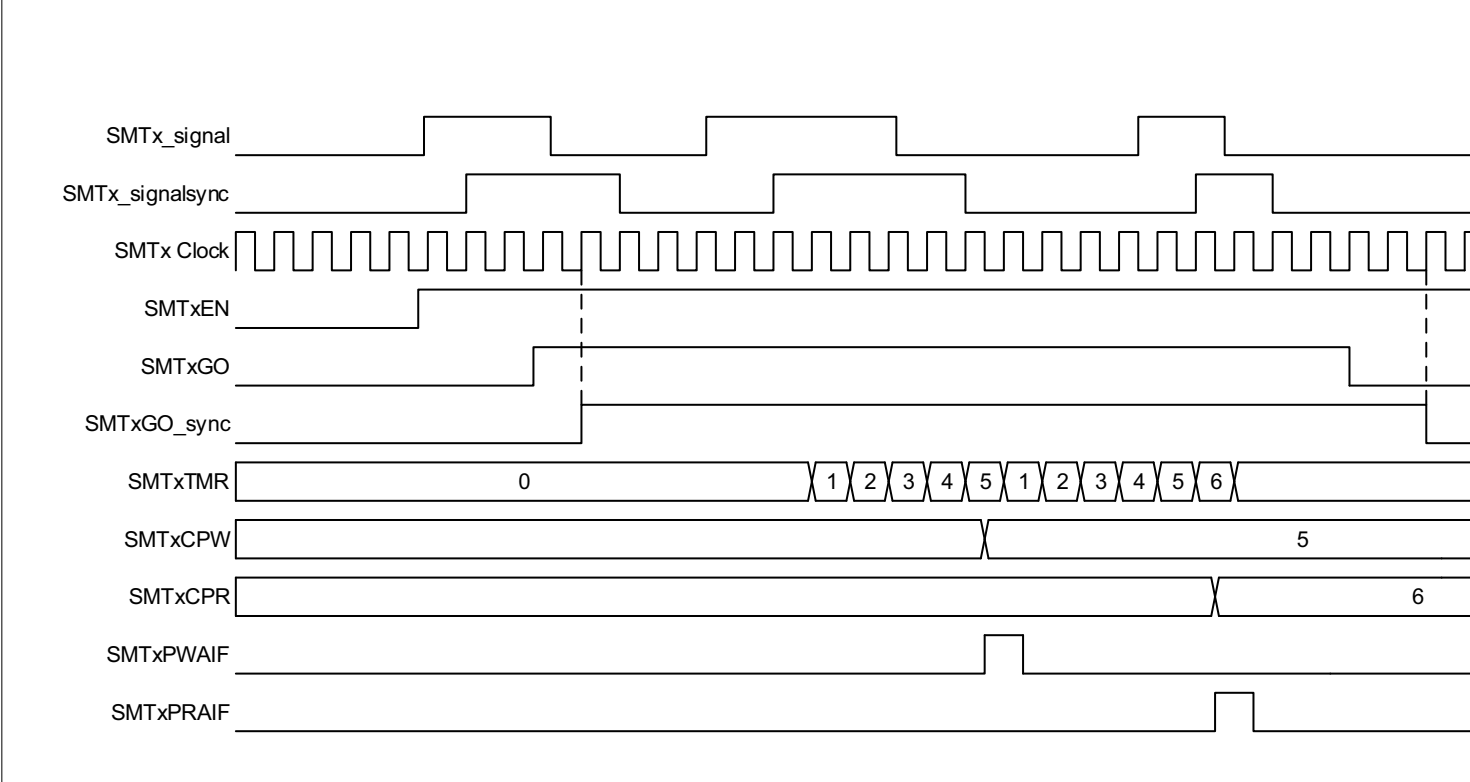 SMTx_signal
SMTx_signalsync
SMTx Clock
SMTxEN
SMTxGO
SMTxGO_sync
SMTxTMR 0 1 2 3 4 5 1 2 3 4 5 6
SMTxCPW 5
SMTxCPR 6
SMTxPWAIF
SMTxPRAIF